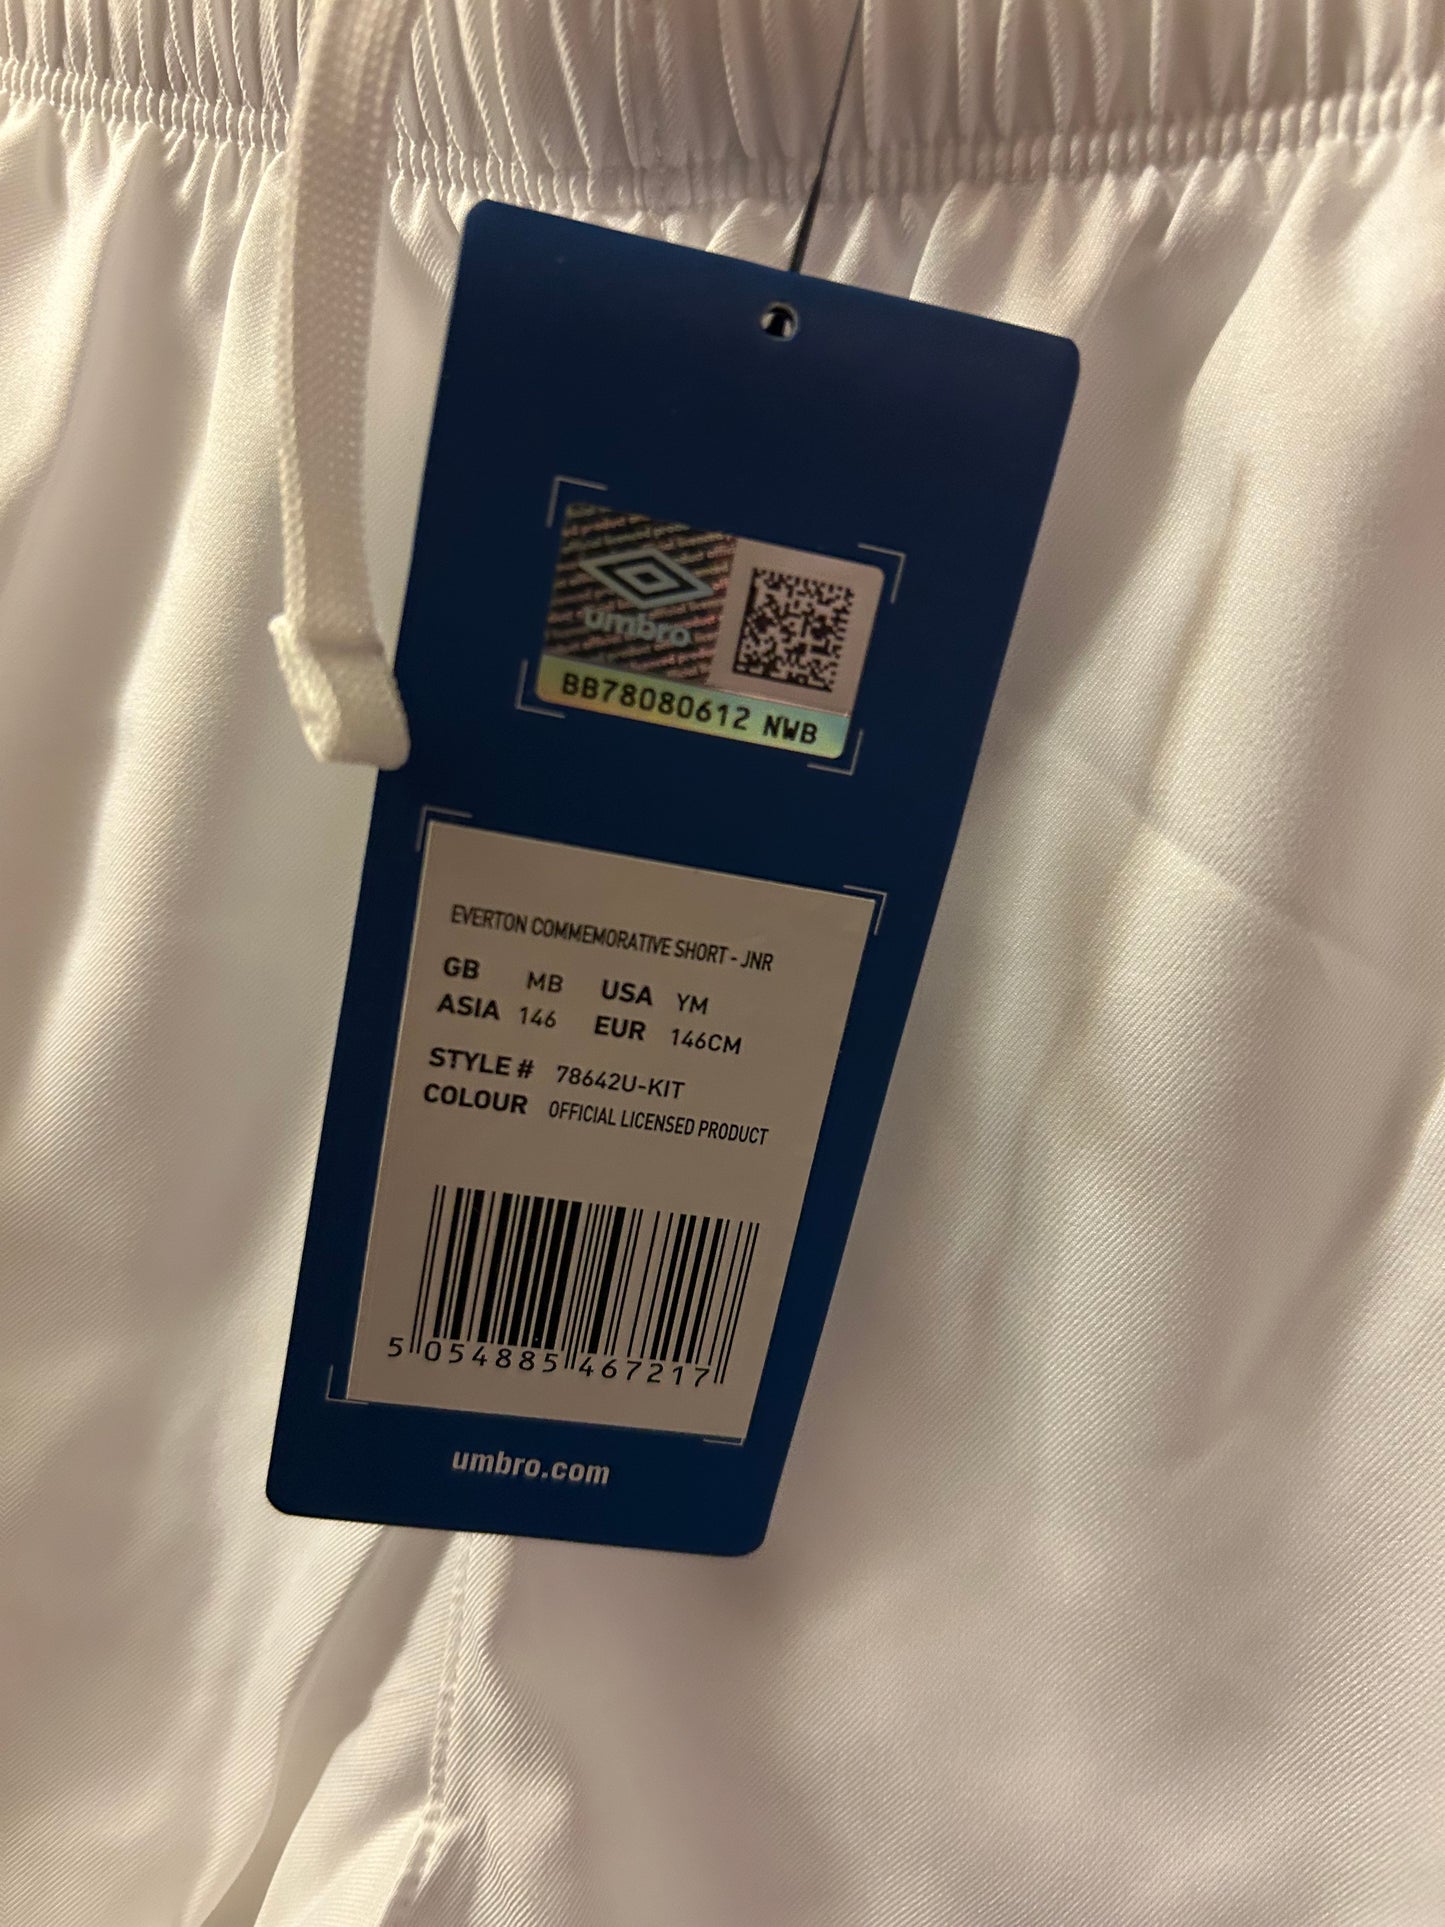 umbro
BB78080612 NWB
EVERTON COMMEMORATIVE SHORT - JNR
GB MB USA YM
ASIA 146 EUR 146CM
STYLE # 78642U-KIT
COLOUR OFFICIAL LICENSED PRODUCT
5 054885 467217
umbro.com